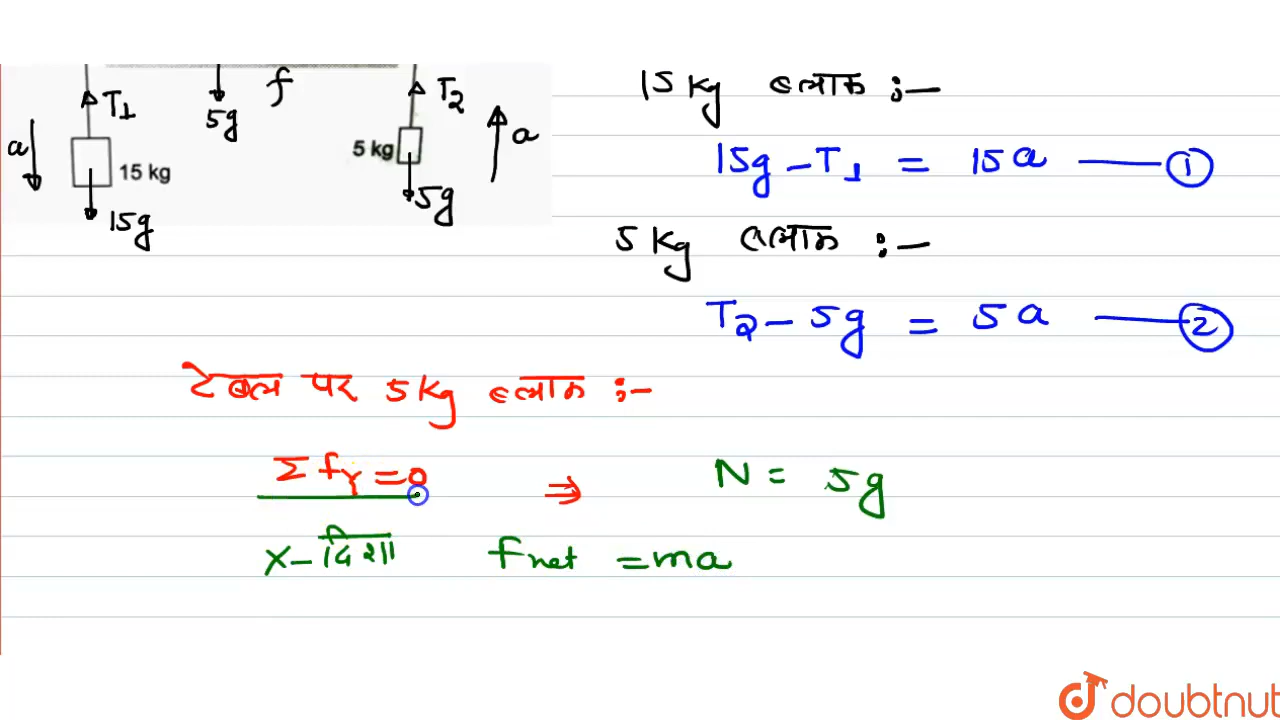 T1
T2
f
5g
a
15 kg
15g
5 kg
5g
a
15 kg ब्लाक :-
15g - T1 = 15a — ①
5 kg ब्लाक :-
T2 - 5g = 5a — ②
टेबल पर 5 kg ब्लाक :-
Σ fy = 0 ⇒ N = 5g
x - दिशा fnet = ma
doubtnut